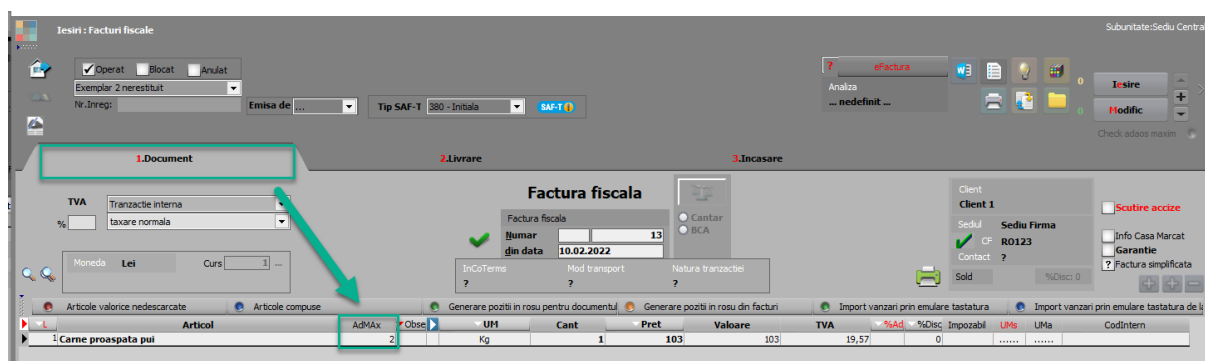 Iesiri : Facturi fiscale
Subunitate:Sediu Central
Operat Blocat Anulat
Exemplar 2 nerestituit
Nr.Inreg:
Emisa de ...
Tip SAF-T 380 - Initiala SAF-T
? eFactura
Analiza
... nedefinit ...
0
0
Iesire
Modific
Check adaos maxim
1.Document
2.Livrare
3.Incasare
TVA Tranzactie interna
% taxare normala
Moneda Lei Curs 1 ...
Factura fiscala
Factura fiscala
Numar 13
din data 10.02.2022
Cantar
BCA
InCoTerms Mod transport Natura tranzactiei
? ? ?
Client
Client 1
Sediul Sediu Firma
CF RO123
Contact ?
Sold %Disc: 0
Scutire accize
Info Casa Marcat
Garantie
? Factura simplificata
Articole valorice nedescarcate Articole compuse Generare pozitii in rosu pentru documentul Generare pozitii in rosu din facturi Import vanzari prin emulare tastatura Import vanzari prin emulare tastatura de la
L Articol AdMAx Obse UM Cant Pret Valoare TVA %Ad %Disc Impozabil UMs UMa CodIntern
1 Carne proaspata pui 2 Kg 1 103 103 19,57 0 ...... ......